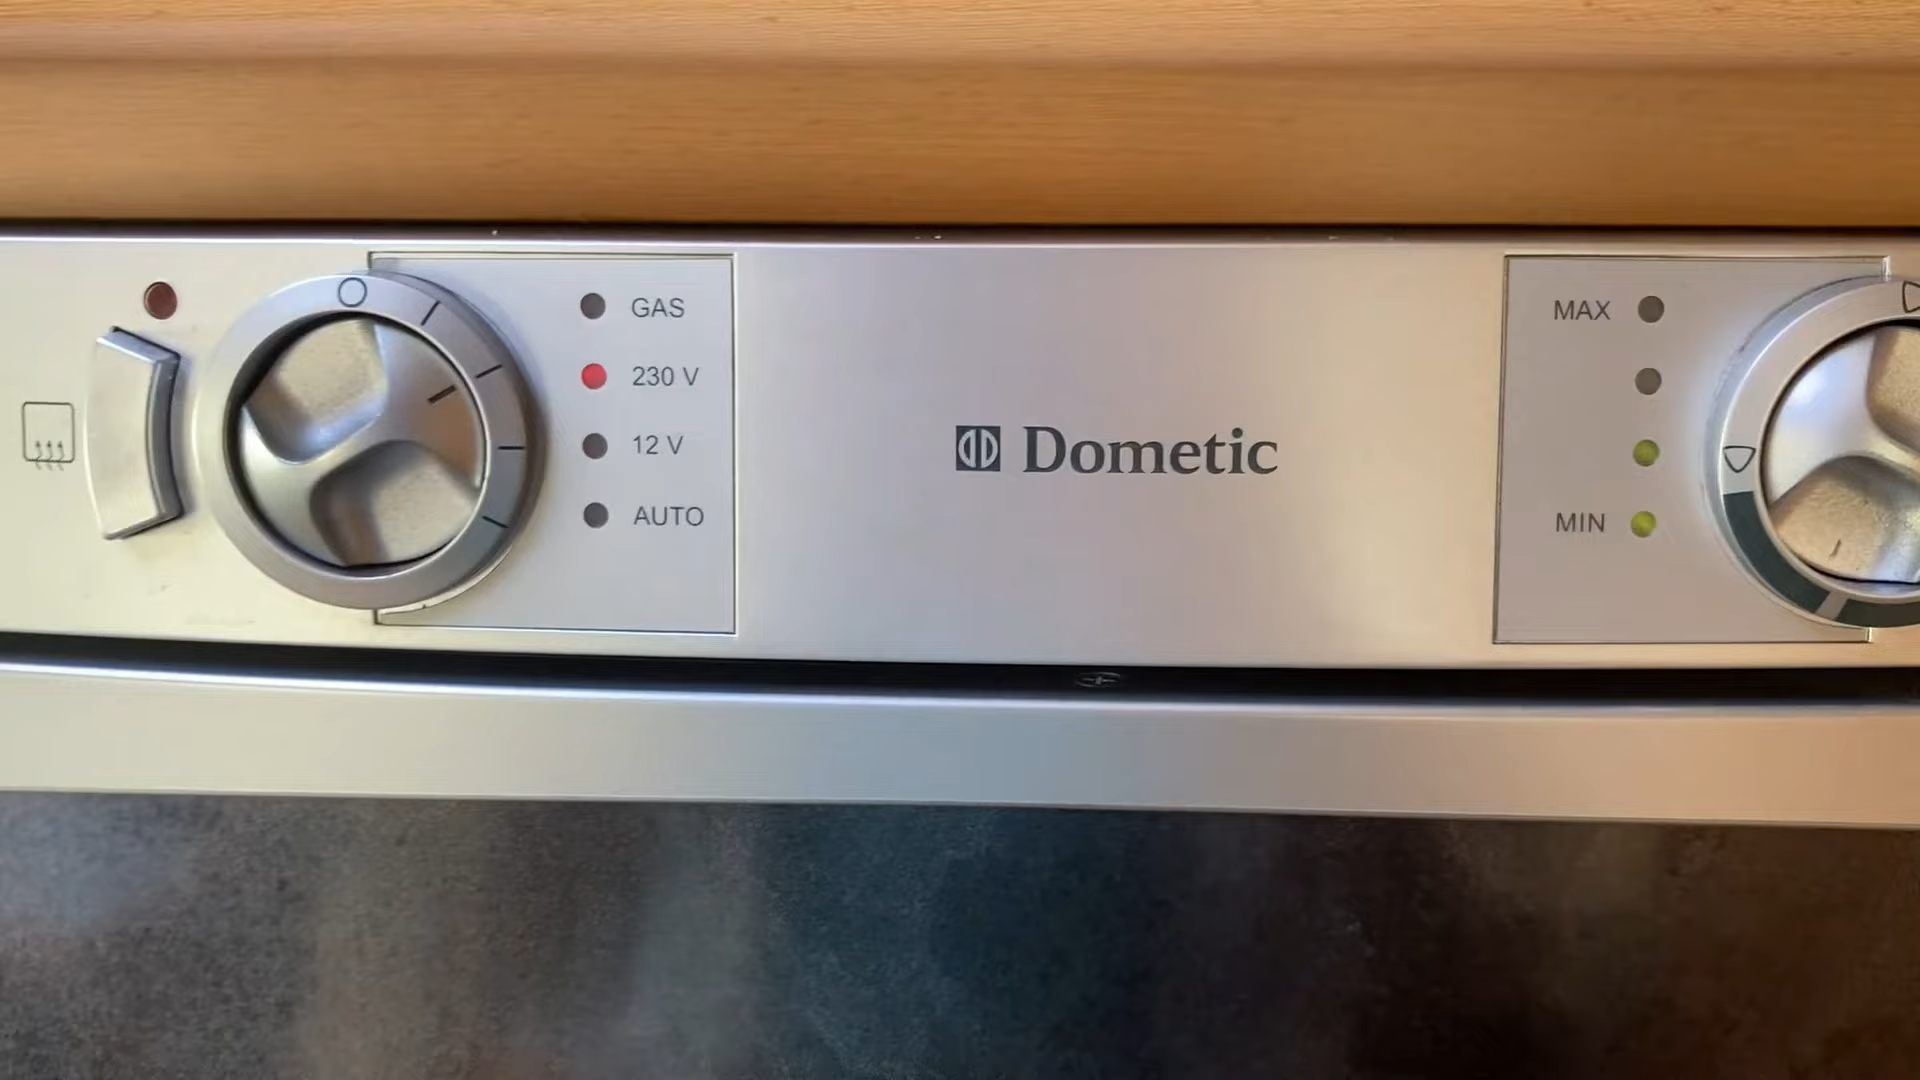 GAS
230 V
12 V
AUTO
Dometic
MAX
MIN